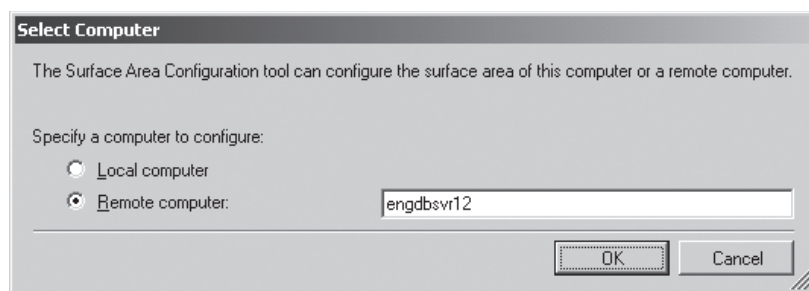 Select Computer
The Surface Area Configuration tool can configure the surface area of this computer or a remote computer.
Specify a computer to configure:
Local computer
Remote computer: engdbsvr12
OK Cancel